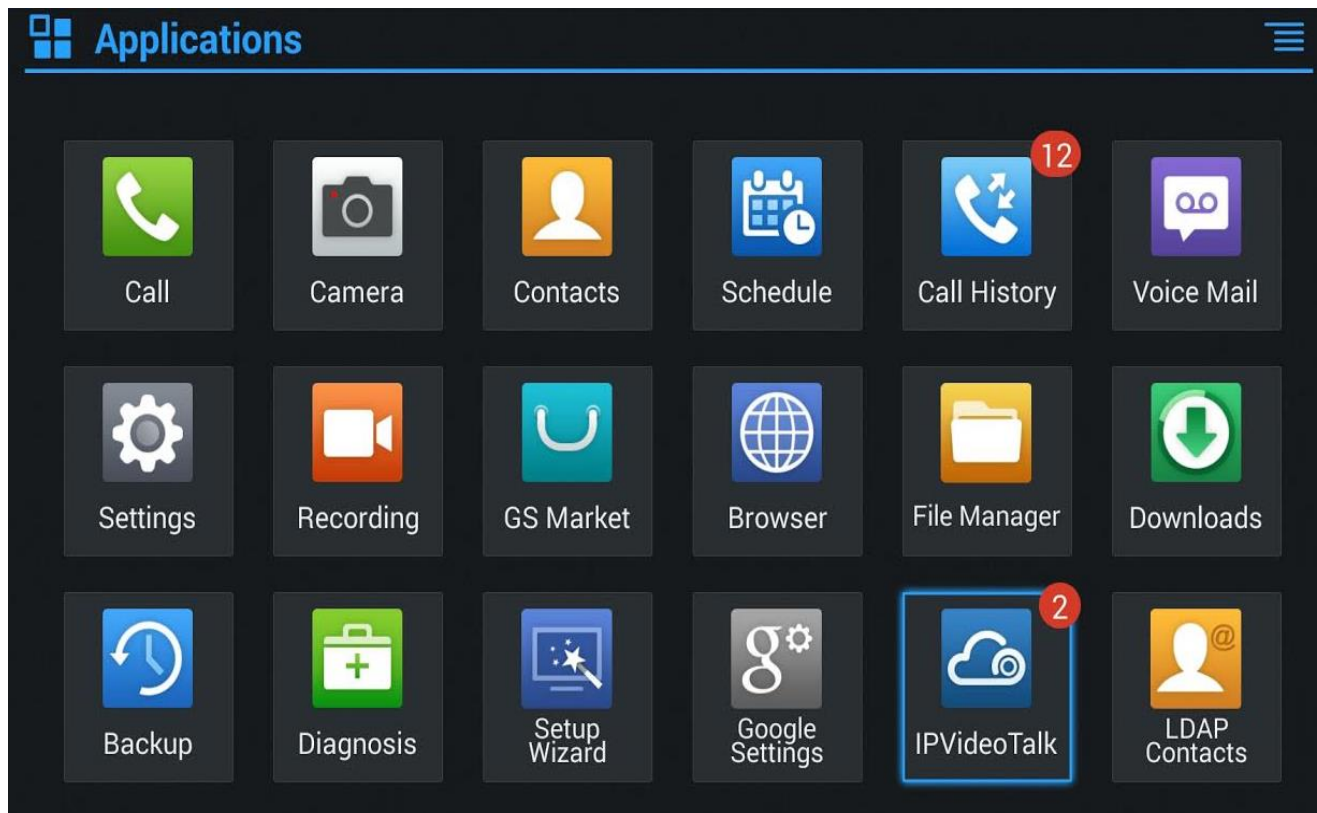 Applications
12
Call Camera Contacts Schedule Call History Voice Mail
Settings Recording GS Market Browser File Manager Downloads
2
Backup Diagnosis Setup Wizard Google Settings IPVideoTalk LDAP Contacts